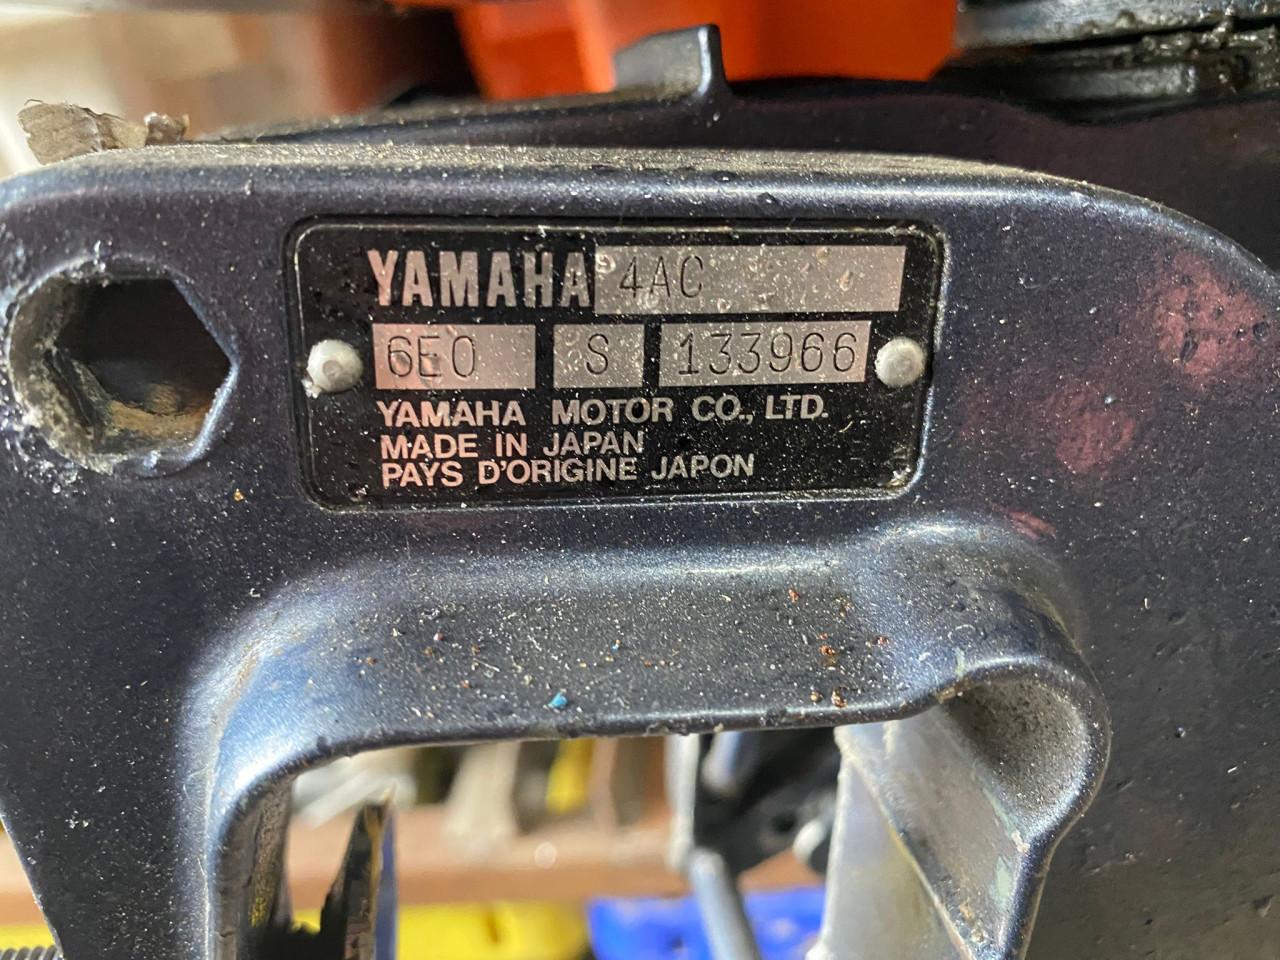 YAMAHA 4AC
6E0 S 133966
YAMAHA MOTOR CO., LTD.
MADE IN JAPAN
PAYS D'ORIGINE JAPON